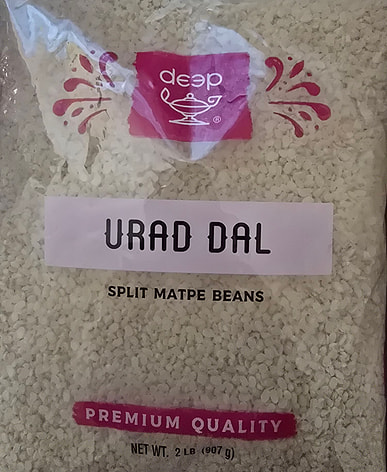 deep
®
URAD DAL
SPLIT MATPE BEANS
PREMIUM QUALITY
NET WT. 2 LB (907 g)